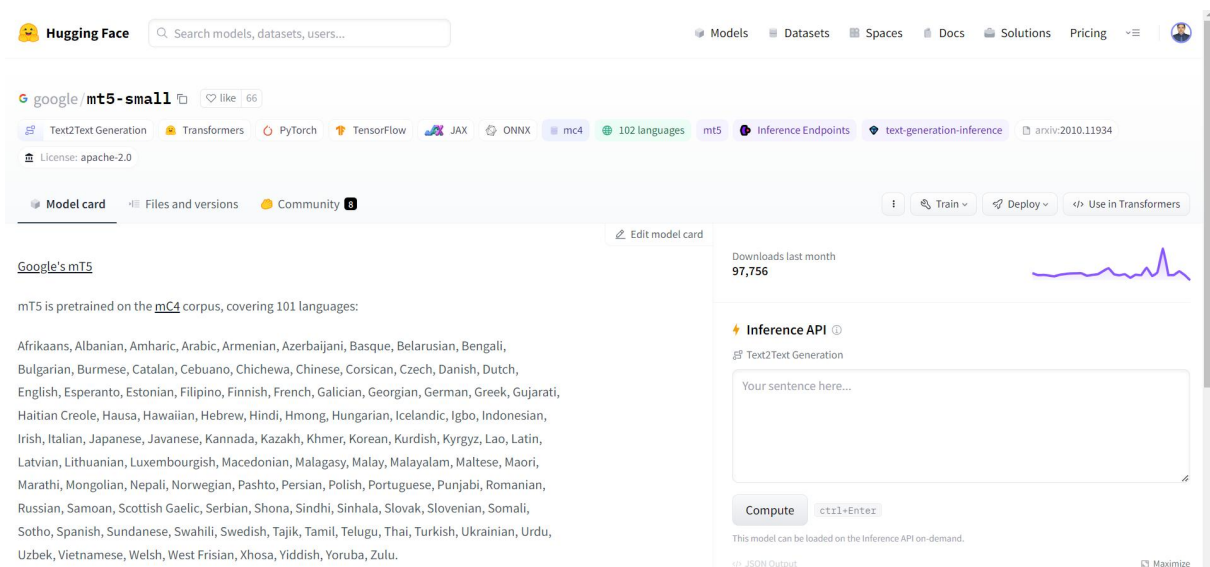 Hugging Face
Search models, datasets, users...
Models
Datasets
Spaces
Docs
Solutions
Pricing
google/mt5-small
like 66
Text2Text Generation
Transformers
PyTorch
TensorFlow
JAX
ONNX
mc4
102 languages
mt5
Inference Endpoints
text-generation-inference
arxiv:2010.11934
License: apache-2.0
Model card
Files and versions
Community 8
Train
Deploy
</> Use in Transformers
Edit model card
Google's mT5
mT5 is pretrained on the mC4 corpus, covering 101 languages:
Afrikaans, Albanian, Amharic, Arabic, Armenian, Azerbaijani, Basque, Belarusian, Bengali,
Bulgarian, Burmese, Catalan, Cebuano, Chichewa, Chinese, Corsican, Czech, Danish, Dutch,
English, Esperanto, Estonian, Filipino, Finnish, French, Galician, Georgian, German, Greek, Gujarati,
Haitian Creole, Hausa, Hawaiian, Hebrew, Hindi, Hmong, Hungarian, Icelandic, Igbo, Indonesian,
Irish, Italian, Japanese, Javanese, Kannada, Kazakh, Khmer, Korean, Kurdish, Kyrgyz, Lao, Latin,
Latvian, Lithuanian, Luxembourgish, Macedonian, Malagasy, Malay, Malayalam, Maltese, Maori,
Marathi, Mongolian, Nepali, Norwegian, Pashto, Persian, Polish, Portuguese, Punjabi, Romanian,
Russian, Samoan, Scottish Gaelic, Serbian, Shona, Sindhi, Sinhala, Slovak, Slovenian, Somali,
Sotho, Spanish, Sundanese, Swahili, Swedish, Tajik, Tamil, Telugu, Thai, Turkish, Ukrainian, Urdu,
Uzbek, Vietnamese, Welsh, West Frisian, Xhosa, Yiddish, Yoruba, Zulu.
Downloads last month
97,756
Inference API
Text2Text Generation
Your sentence here...
Compute
ctrl+Enter
This model can be loaded on the Inference API on-demand.
</> JSON Output
Maximize